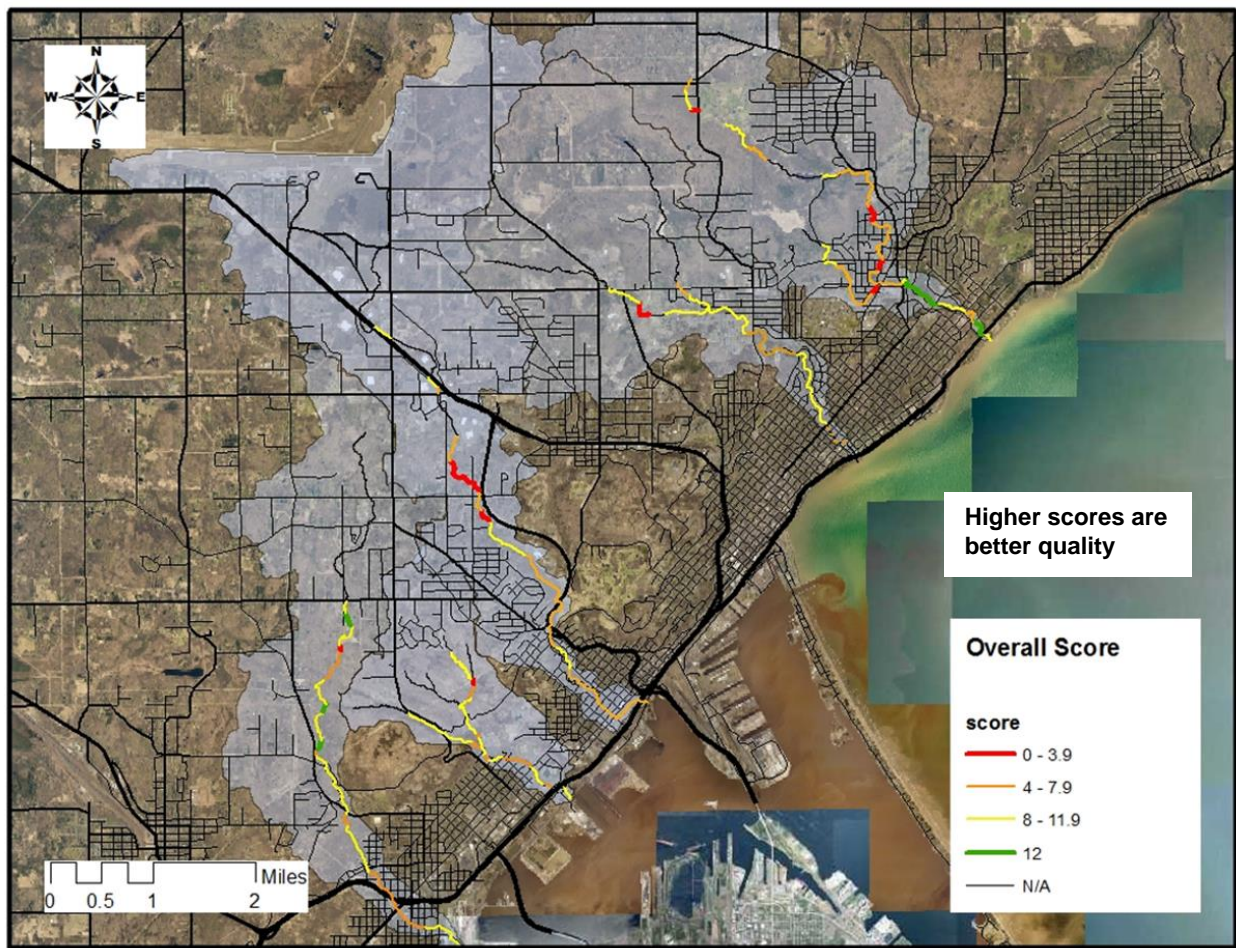 N
W E
S
Higher scores are
better quality
Overall Score
score
0 - 3.9
4 - 7.9
8 - 11.9
12
N/A
Miles
0 0.5 1 2